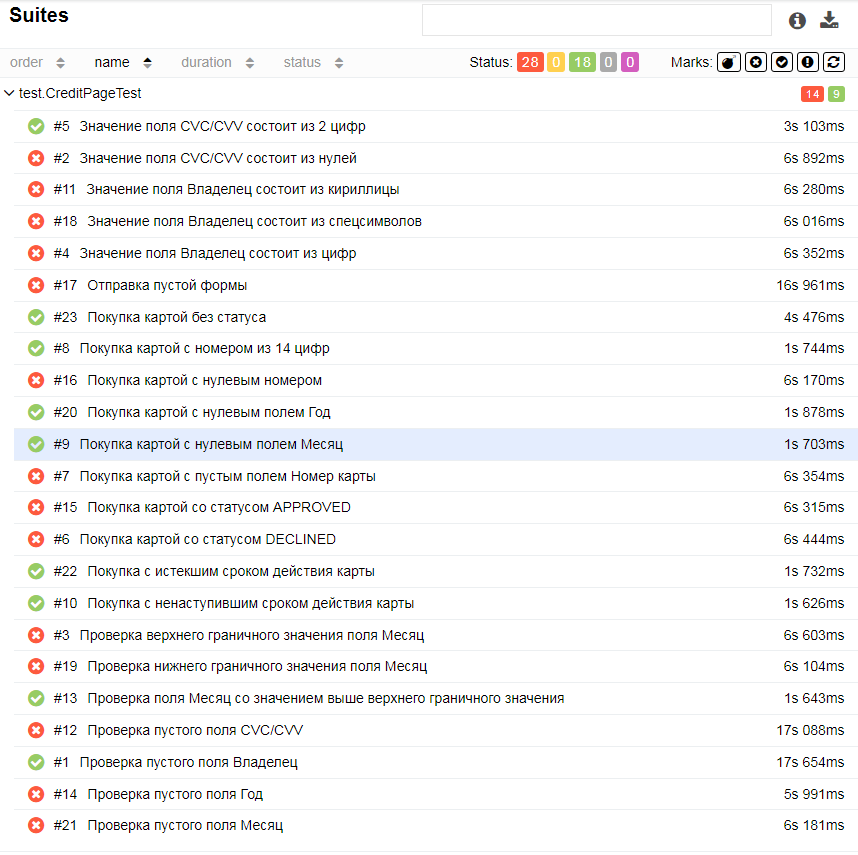 Suites
order name duration status Status: 28 0 18 0 0 Marks:
test.CreditPageTest 14 9
#5 Значение поля CVC/CVV состоит из 2 цифр 3s 103ms
#2 Значение поля CVC/CVV состоит из нулей 6s 892ms
#11 Значение поля Владелец состоит из кириллицы 6s 280ms
#18 Значение поля Владелец состоит из спецсимволов 6s 016ms
#4 Значение поля Владелец состоит из цифр 6s 352ms
#17 Отправка пустой формы 16s 961ms
#23 Покупка картой без статуса 4s 476ms
#8 Покупка картой с номером из 14 цифр 1s 744ms
#16 Покупка картой с нулевым номером 6s 170ms
#20 Покупка картой с нулевым полем Год 1s 878ms
#9 Покупка картой с нулевым полем Месяц 1s 703ms
#7 Покупка картой с пустым полем Номер карты 6s 354ms
#15 Покупка картой со статусом APPROVED 6s 315ms
#6 Покупка картой со статусом DECLINED 6s 444ms
#22 Покупка с истекшим сроком действия карты 1s 732ms
#10 Покупка с ненаступившим сроком действия карты 1s 626ms
#3 Проверка верхнего граничного значения поля Месяц 6s 603ms
#19 Проверка нижнего граничного значения поля Месяц 6s 104ms
#13 Проверка поля Месяц со значением выше верхнего граничного значения 1s 643ms
#12 Проверка пустого поля CVC/CVV 17s 088ms
#1 Проверка пустого поля Владелец 17s 654ms
#14 Проверка пустого поля Год 5s 991ms
#21 Проверка пустого поля Месяц 6s 181ms